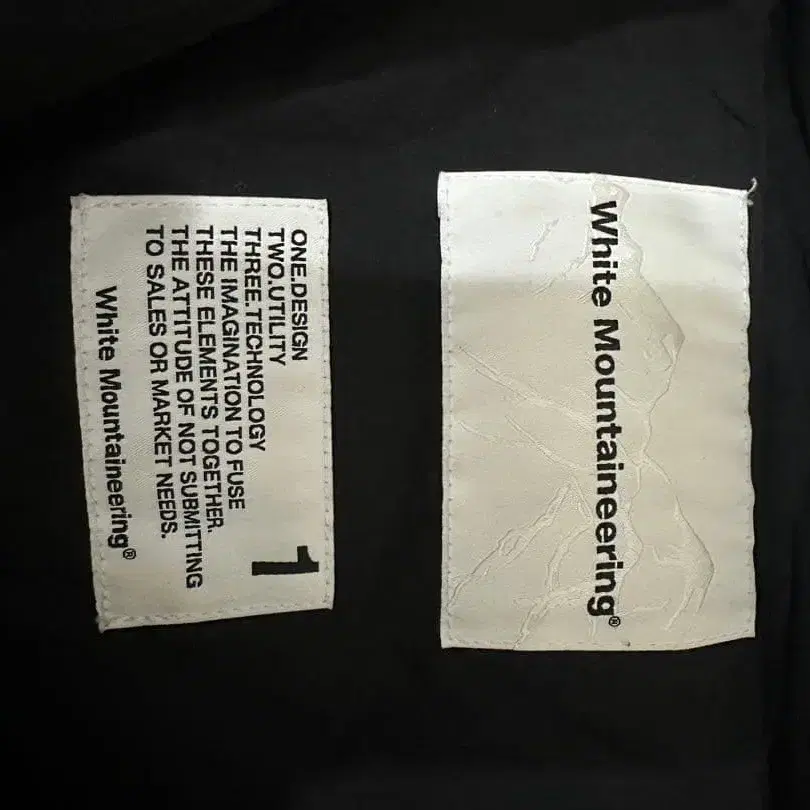 White Mountaineering®
ONE.DESIGN
TWO.UTILITY
THREE.TECHNOLOGY
THE IMAGINATION TO FUSE
THESE ELEMENTS TOGETHER.
THE ATTITUDE OF NOT SUBMITTING
TO SALES OR MARKET NEEDS.
White Mountaineering®
1